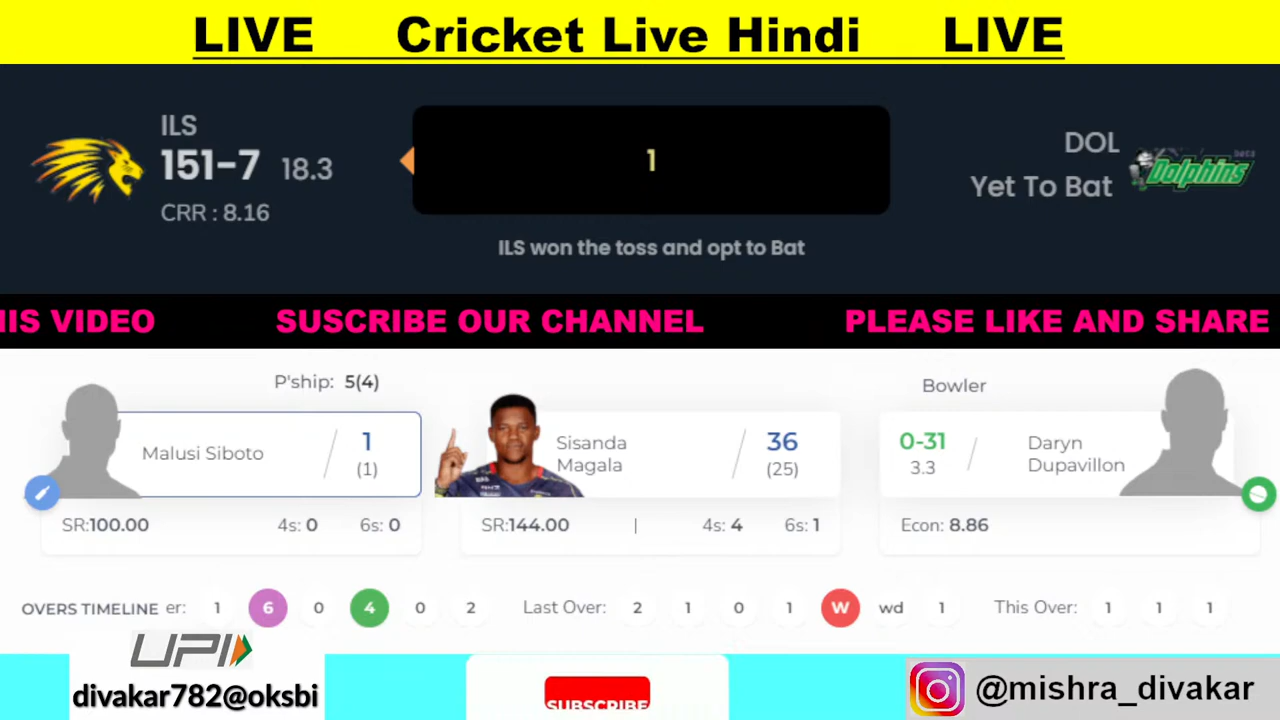 LIVE Cricket Live Hindi LIVE
ILS
151-7 18.3
CRR : 8.16
1
DOL
Yet To Bat
Dolphins
ILS won the toss and opt to Bat
HIS VIDEO SUSCRIBE OUR CHANNEL PLEASE LIKE AND SHARE
P'ship: 5(4)
Malusi Siboto 1
(1)
SR:100.00 4s: 0 6s: 0
Sisanda
Magala
36
(25)
SR:144.00 | 4s: 4 6s: 1
Bowler
0-31
3.3
Daryn
Dupavillon
Econ: 8.86
OVERS TIMELINE er: 1 6 0 4 0 2 Last Over: 2 1 0 1 W wd 1 This Over: 1 1 1
UPI
divakar782@oksbi
SUBSCRIBE
@mishra_divakar